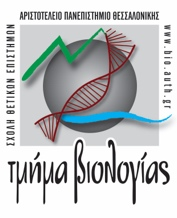 ΑΡΙΣΤΟΤΕΛΕΙΟ ΠΑΝΕΠΙΣΤΗΜΙΟ ΘΕΣΣΑΛΟΝΙΚΗΣ
ΣΧΟΛΗ ΘΕΤΙΚΩΝ ΕΠΙΣΤΗΜΩΝ
www.bio.auth.gr
τμήμα βιολογίας